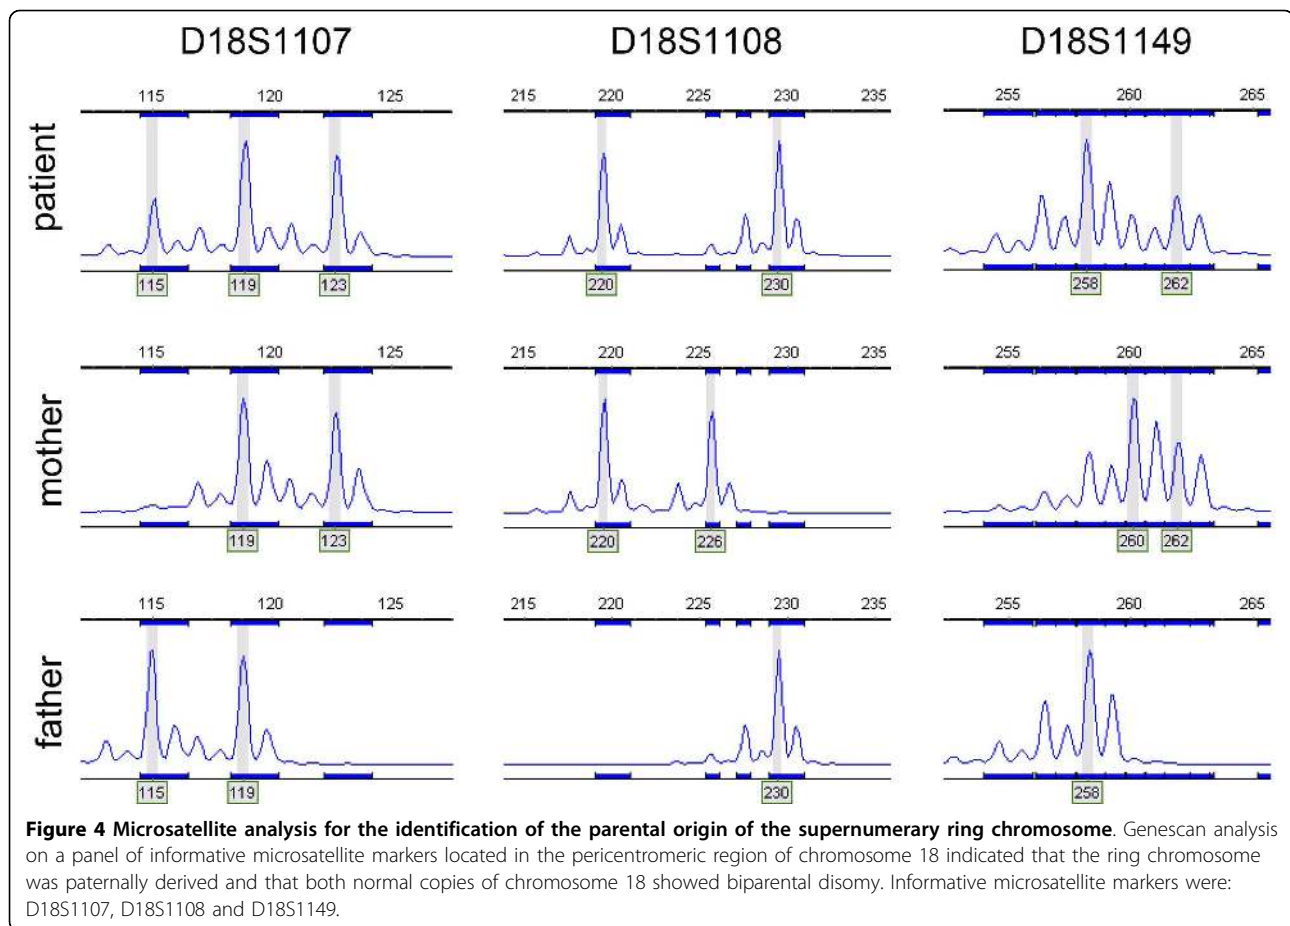 D18S1107 D18S1108 D18S1149
115 120 125 215 220 225 230 235 255 260 265
patient
115 119 123 220 230 258 262
115 120 125 215 220 225 230 235 255 260 265
mother
119 123 220 226 260 262
115 120 125 215 220 225 230 235 255 260 265
father
115 119 230 258
Figure 4 Microsatellite analysis for the identification of the parental origin of the supernumerary ring chromosome. Genescan analysis
on a panel of informative microsatellite markers located in the pericentromeric region of chromosome 18 indicated that the ring chromosome
was paternally derived and that both normal copies of chromosome 18 showed biparental disomy. Informative microsatellite markers were:
D18S1107, D18S1108 and D18S1149.